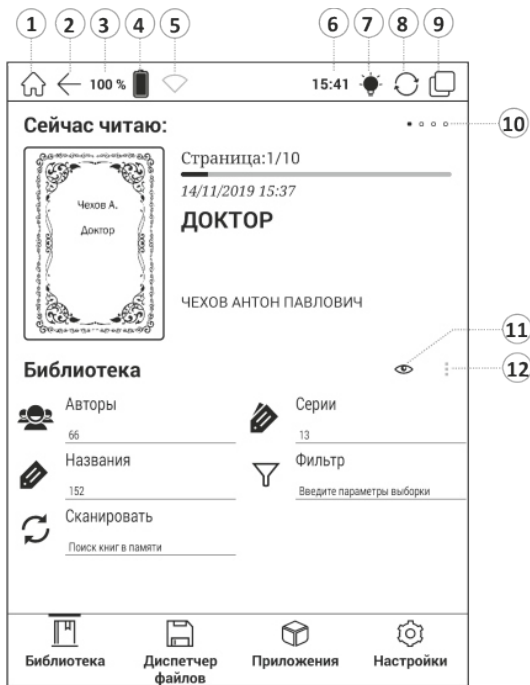 1 2 3 4 5 6 7 8 9
100 % 15:41
Сейчас читаю:
10
Чехов А.
Доктор
Страница:1/10
14/11/2019 15:37
ДОКТОР
ЧЕХОВ АНТОН ПАВЛОВИЧ
11
Библиотека
12
Авторы
66
Серии
13
Названия
152
Фильтр
Введите параметры выборки
Сканировать
Поиск книг в памяти
Библиотека
Диспетчер
файлов
Приложения
Настройки